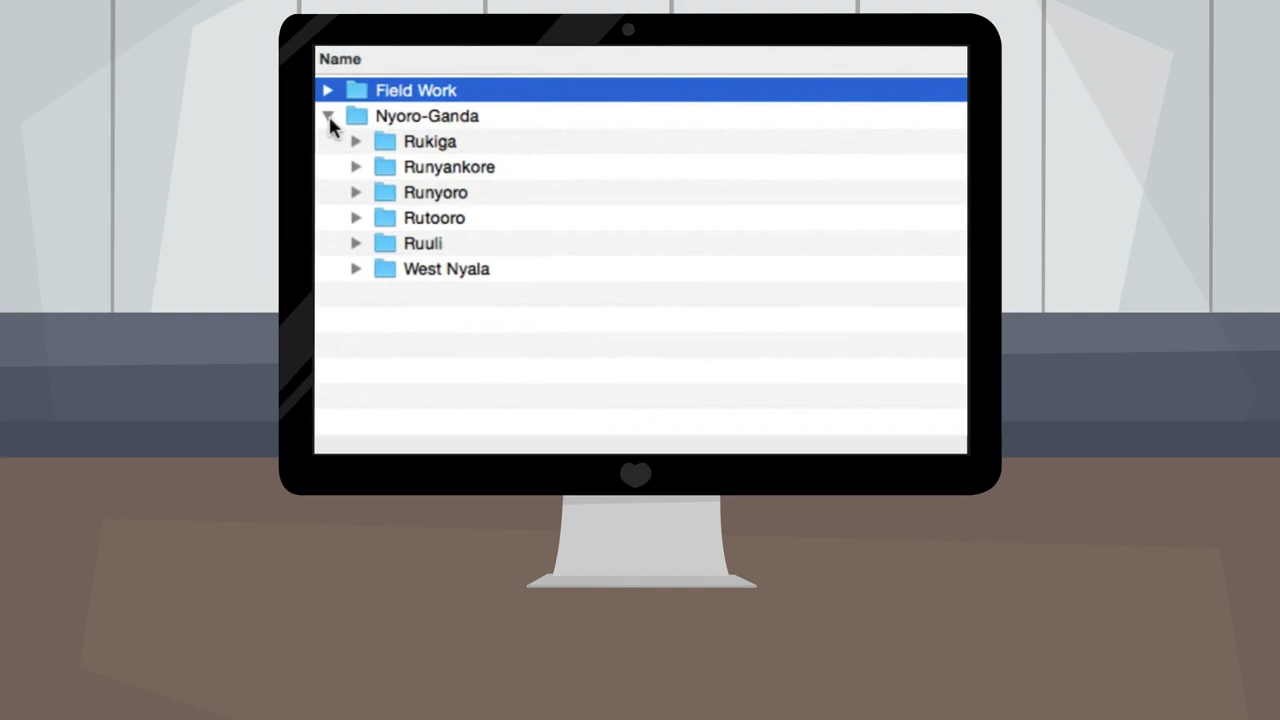 Name
Field Work
Nyoro-Ganda
Rukiga
Runyankore
Runyoro
Rutooro
Ruuli
West Nyala